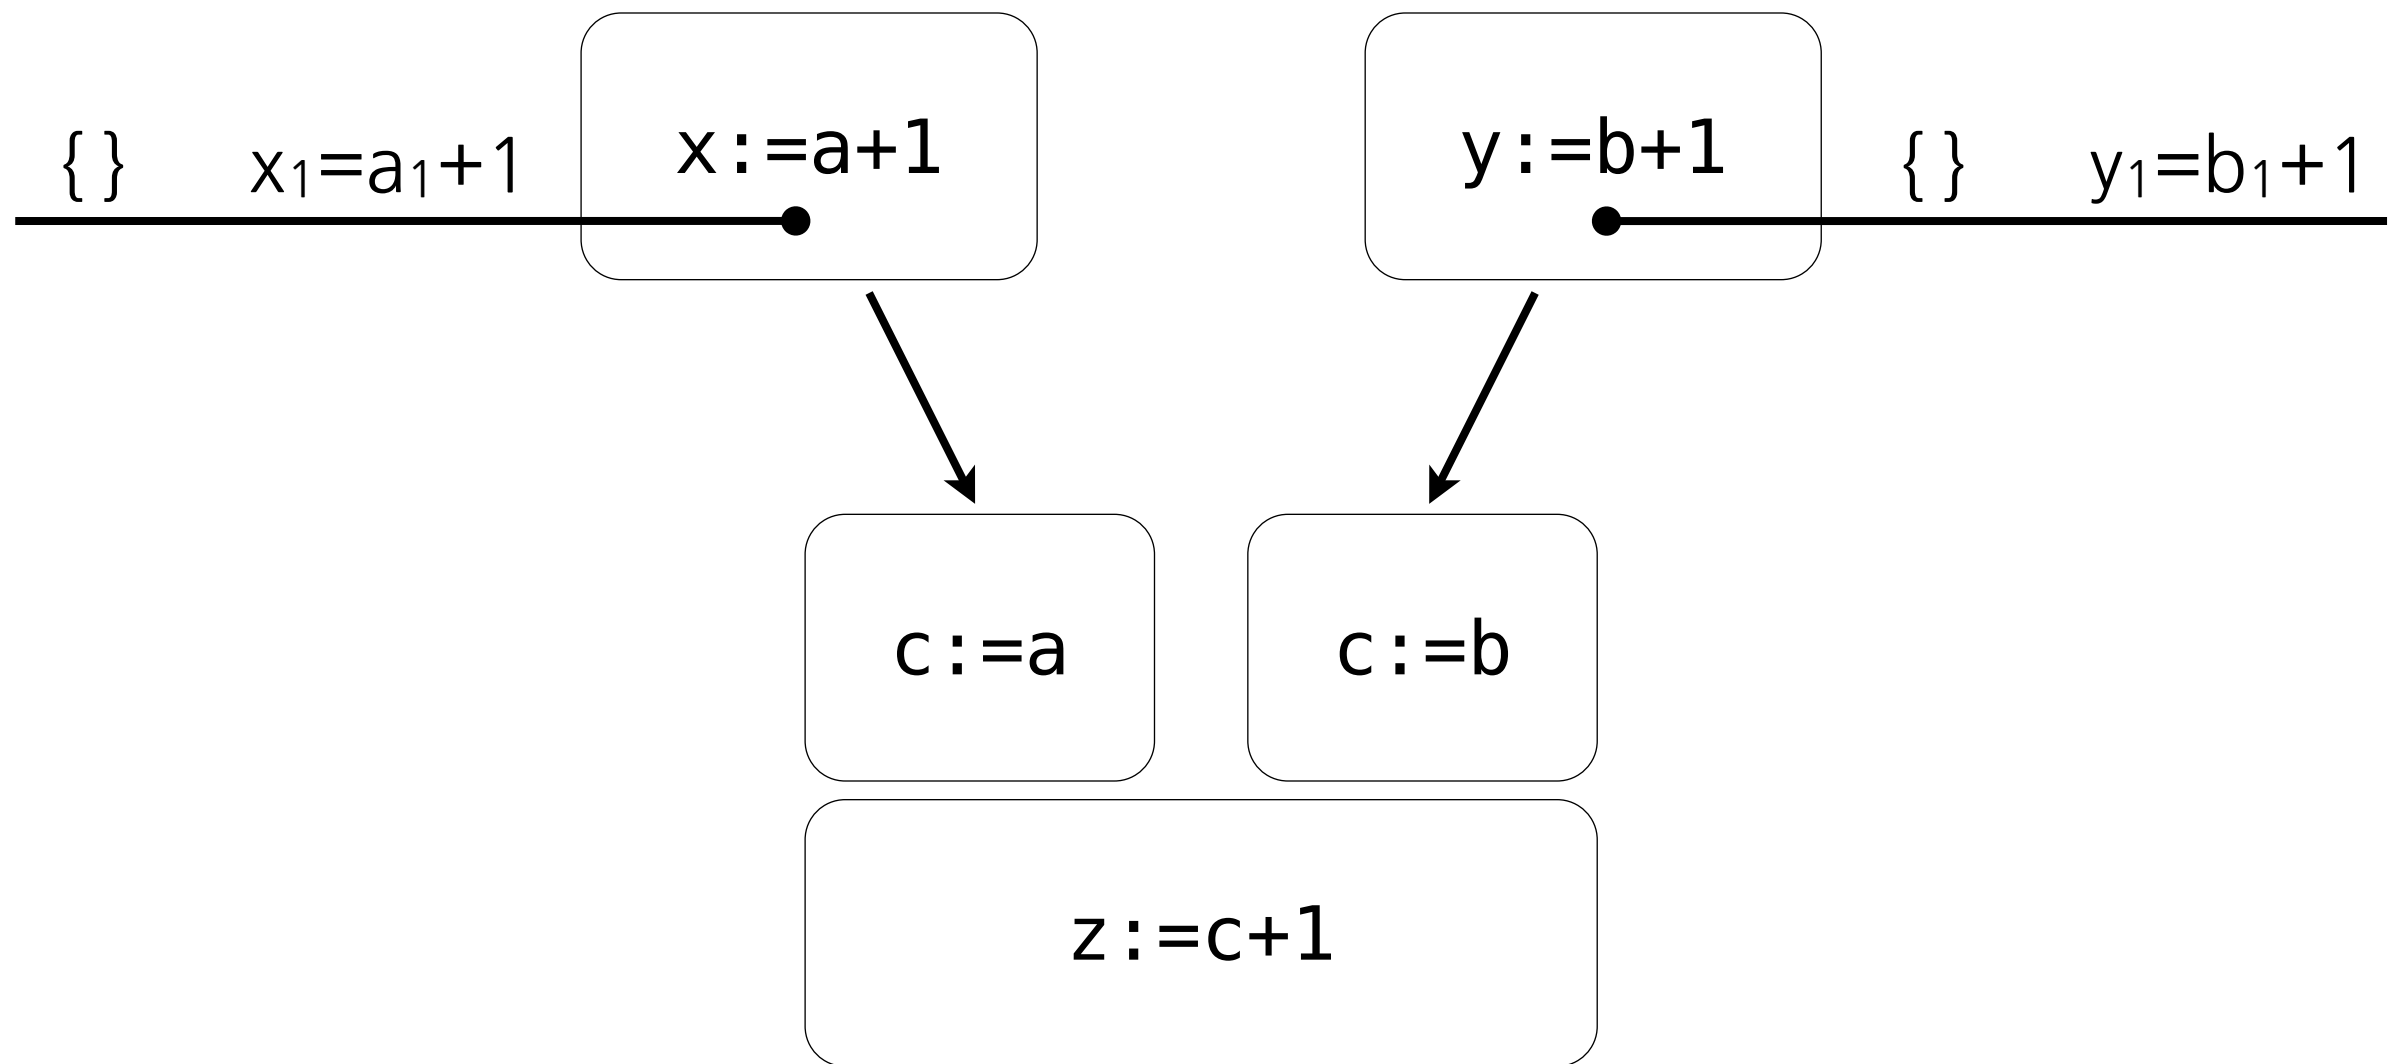 {} x₁=a₁+1 x:=a+1 y:=b+1 {} y₁=b₁+1
c:=a c:=b
z:=c+1